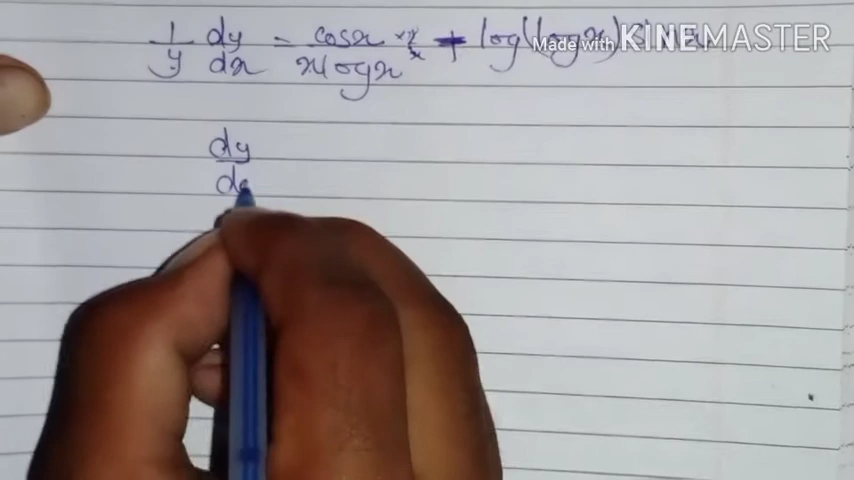 1/y dy/dx = cosx / xlogx + log(logx)
Made with KINEMASTER
dy/d